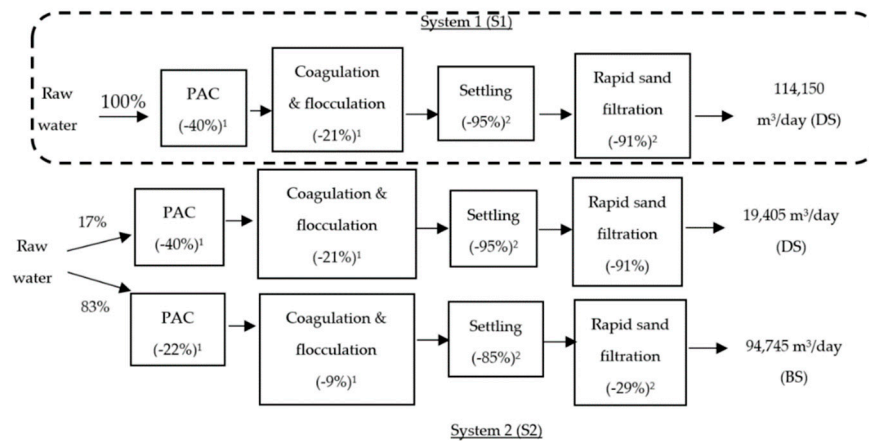 System 1 (S1)
Raw
water
100%
PAC
(-40%)¹
Coagulation
& flocculation
(-21%)¹
Settling
(-95%)²
Rapid sand
filtration
(-91%)²
114,150
m³/day (DS)
Raw
water
17%
PAC
(-40%)¹
Coagulation &
flocculation
(-21%)¹
Settling
(-95%)²
Rapid sand
filtration
(-91%)
19,405 m³/day
(DS)
83%
PAC
(-22%)¹
Coagulation &
flocculation
(-9%)¹
Settling
(-85%)²
Rapid sand
filtration
(-29%)²
94,745 m³/day
(BS)
System 2 (S2)